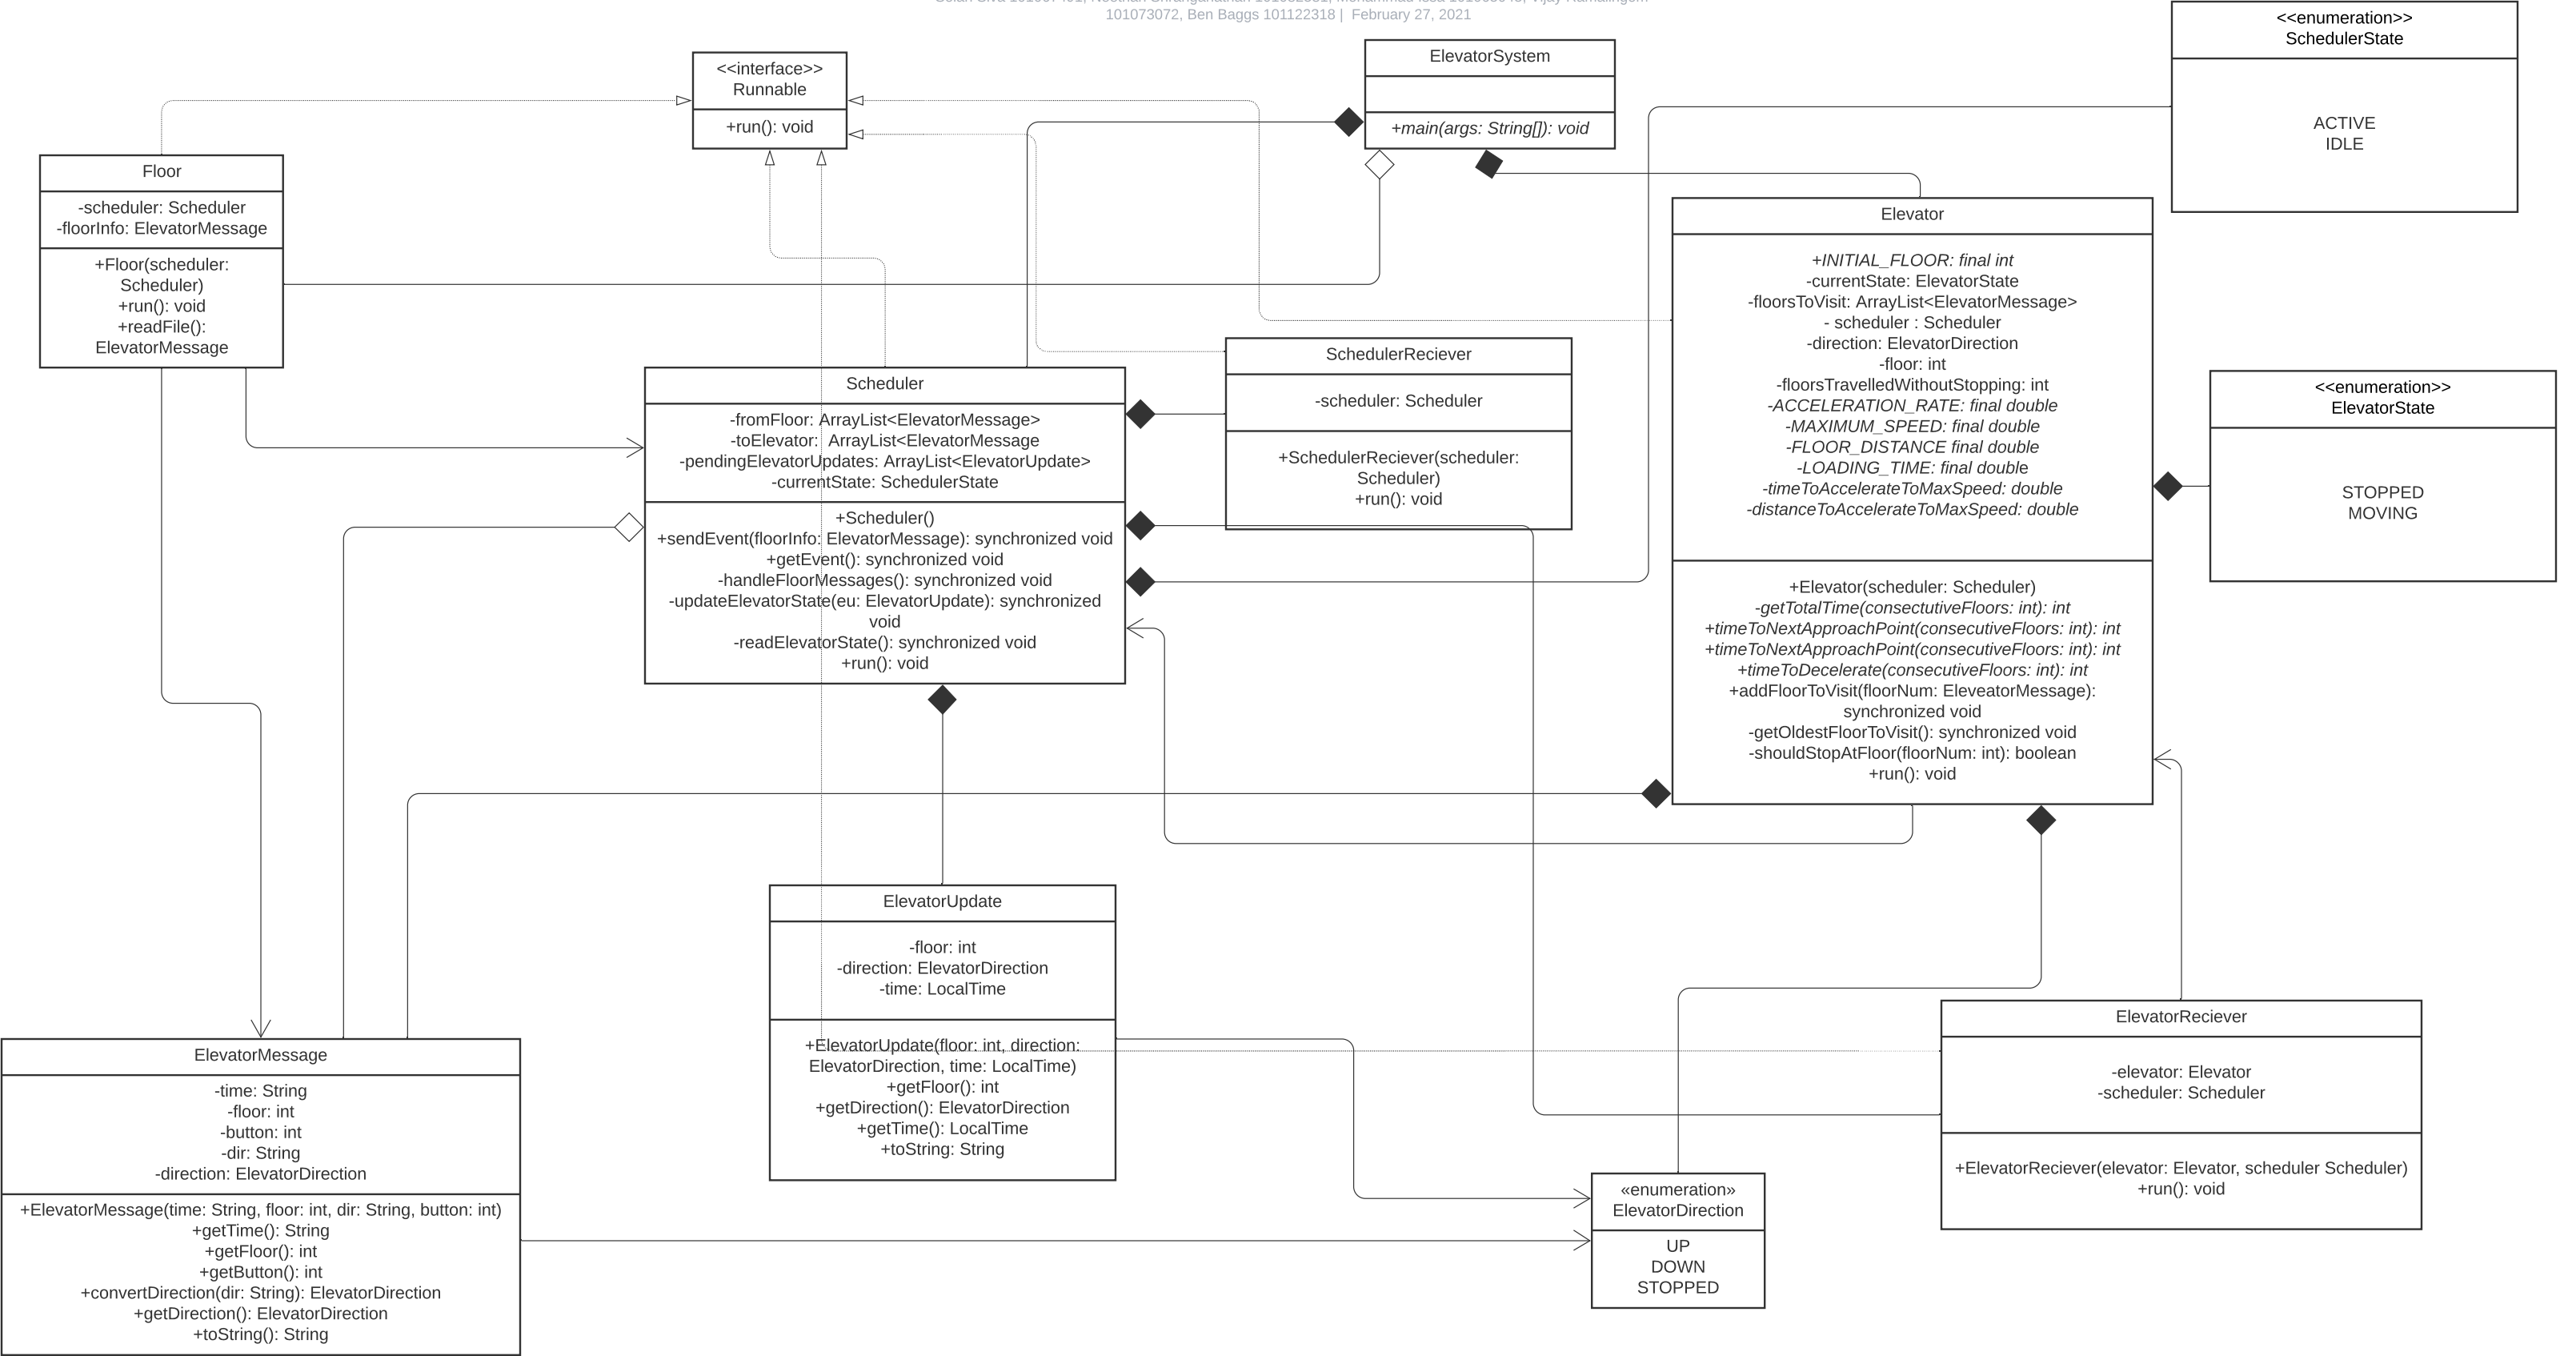 101073072, Ben Baggs 101122318 | February 27, 2021
<<enumeration>>
SchedulerState
ACTIVE
IDLE
<<interface>>
Runnable
+run(): void
ElevatorSystem
+main(args: String[]): void
Floor
-scheduler: Scheduler
-floorInfo: ElevatorMessage
+Floor(scheduler:
Scheduler)
+run(): void
+readFile():
ElevatorMessage
Elevator
+INITIAL_FLOOR: final int
-currentState: ElevatorState
-floorsToVisit: ArrayList<ElevatorMessage>
- scheduler : Scheduler
-direction: ElevatorDirection
-floor: int
-floorsTravelledWithoutStopping: int
-ACCELERATION_RATE: final double
-MAXIMUM_SPEED: final double
-FLOOR_DISTANCE final double
-LOADING_TIME: final double
-timeToAccelerateToMaxSpeed: double
-distanceToAccelerateToMaxSpeed: double
+Elevator(scheduler: Scheduler)
-getTotalTime(consectutiveFloors: int): int
+timeToNextApproachPoint(consecutiveFloors: int): int
+timeToNextApproachPoint(consecutiveFloors: int): int
+timeToDecelerate(consecutiveFloors: int): int
+addFloorToVisit(floorNum: EleveatorMessage):
synchronized void
-getOldestFloorToVisit(): synchronized void
-shouldStopAtFloor(floorNum: int): boolean
+run(): void
SchedulerReciever
-scheduler: Scheduler
+SchedulerReciever(scheduler:
Scheduler)
+run(): void
Scheduler
-fromFloor: ArrayList<ElevatorMessage>
-toElevator:  ArrayList<ElevatorMessage
-pendingElevatorUpdates: ArrayList<ElevatorUpdate>
-currentState: SchedulerState
+Scheduler()
+sendEvent(floorInfo: ElevatorMessage): synchronized void
+getEvent(): synchronized void
-handleFloorMessages(): synchronized void
-updateElevatorState(eu: ElevatorUpdate): synchronized
void
-readElevatorState(): synchronized void
+run(): void
<<enumeration>>
ElevatorState
STOPPED
MOVING
ElevatorUpdate
-floor: int
-direction: ElevatorDirection
-time: LocalTime
+ElevatorUpdate(floor: int, direction:
ElevatorDirection, time: LocalTime)
+getFloor(): int
+getDirection(): ElevatorDirection
+getTime(): LocalTime
+toString: String
ElevatorReciever
-elevator: Elevator
-scheduler: Scheduler
+ElevatorReciever(elevator: Elevator, scheduler Scheduler)
+run(): void
ElevatorMessage
-time: String
-floor: int
-button: int
-dir: String
-direction: ElevatorDirection
+ElevatorMessage(time: String, floor: int, dir: String, button: int)
+getTime(): String
+getFloor(): int
+getButton(): int
+convertDirection(dir: String): ElevatorDirection
+getDirection(): ElevatorDirection
+toString(): String
«enumeration»
ElevatorDirection
UP
DOWN
STOPPED